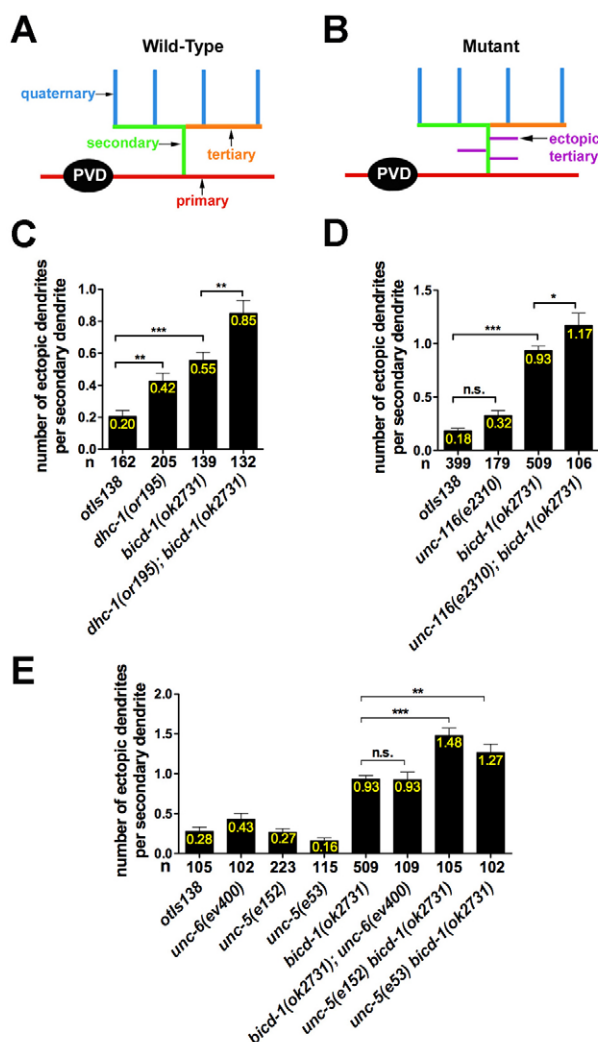 A
Wild-Type
quaternary
secondary
tertiary
PVD
primary
B
Mutant
ectopic
tertiary
PVD
C
number of ectopic dendrites
per secondary dendrite
1.0
0.8
0.6
0.4
0.2
0.0
**
***
**
0.20
0.42
0.55
0.85
n 162 205 139 132
otIs138
dhc-1(or195)
bicd-1(ok2731)
dhc-1(or195); bicd-1(ok2731)
D
number of ectopic dendrites
per secondary dendrite
1.5
1.0
0.5
0.0
*
***
n.s.
0.18
0.32
0.93
1.17
n 399 179 509 106
otIs138
unc-116(e2310)
bicd-1(ok2731)
unc-116(e2310); bicd-1(ok2731)
E
number of ectopic dendrites
per secondary dendrite
2.0
1.5
1.0
0.5
0.0
**
***
n.s.
0.28
0.43
0.27
0.16
0.93
0.93
1.48
1.27
n 105 102 223 115 509 109 105 102
otIs138
unc-6(ev400)
unc-5(e152)
unc-5(e53)
bicd-1(ok2731)
bicd-1(ok2731); unc-6(ev400)
unc-5(e152) bicd-1(ok2731)
unc-5(e53) bicd-1(ok2731)